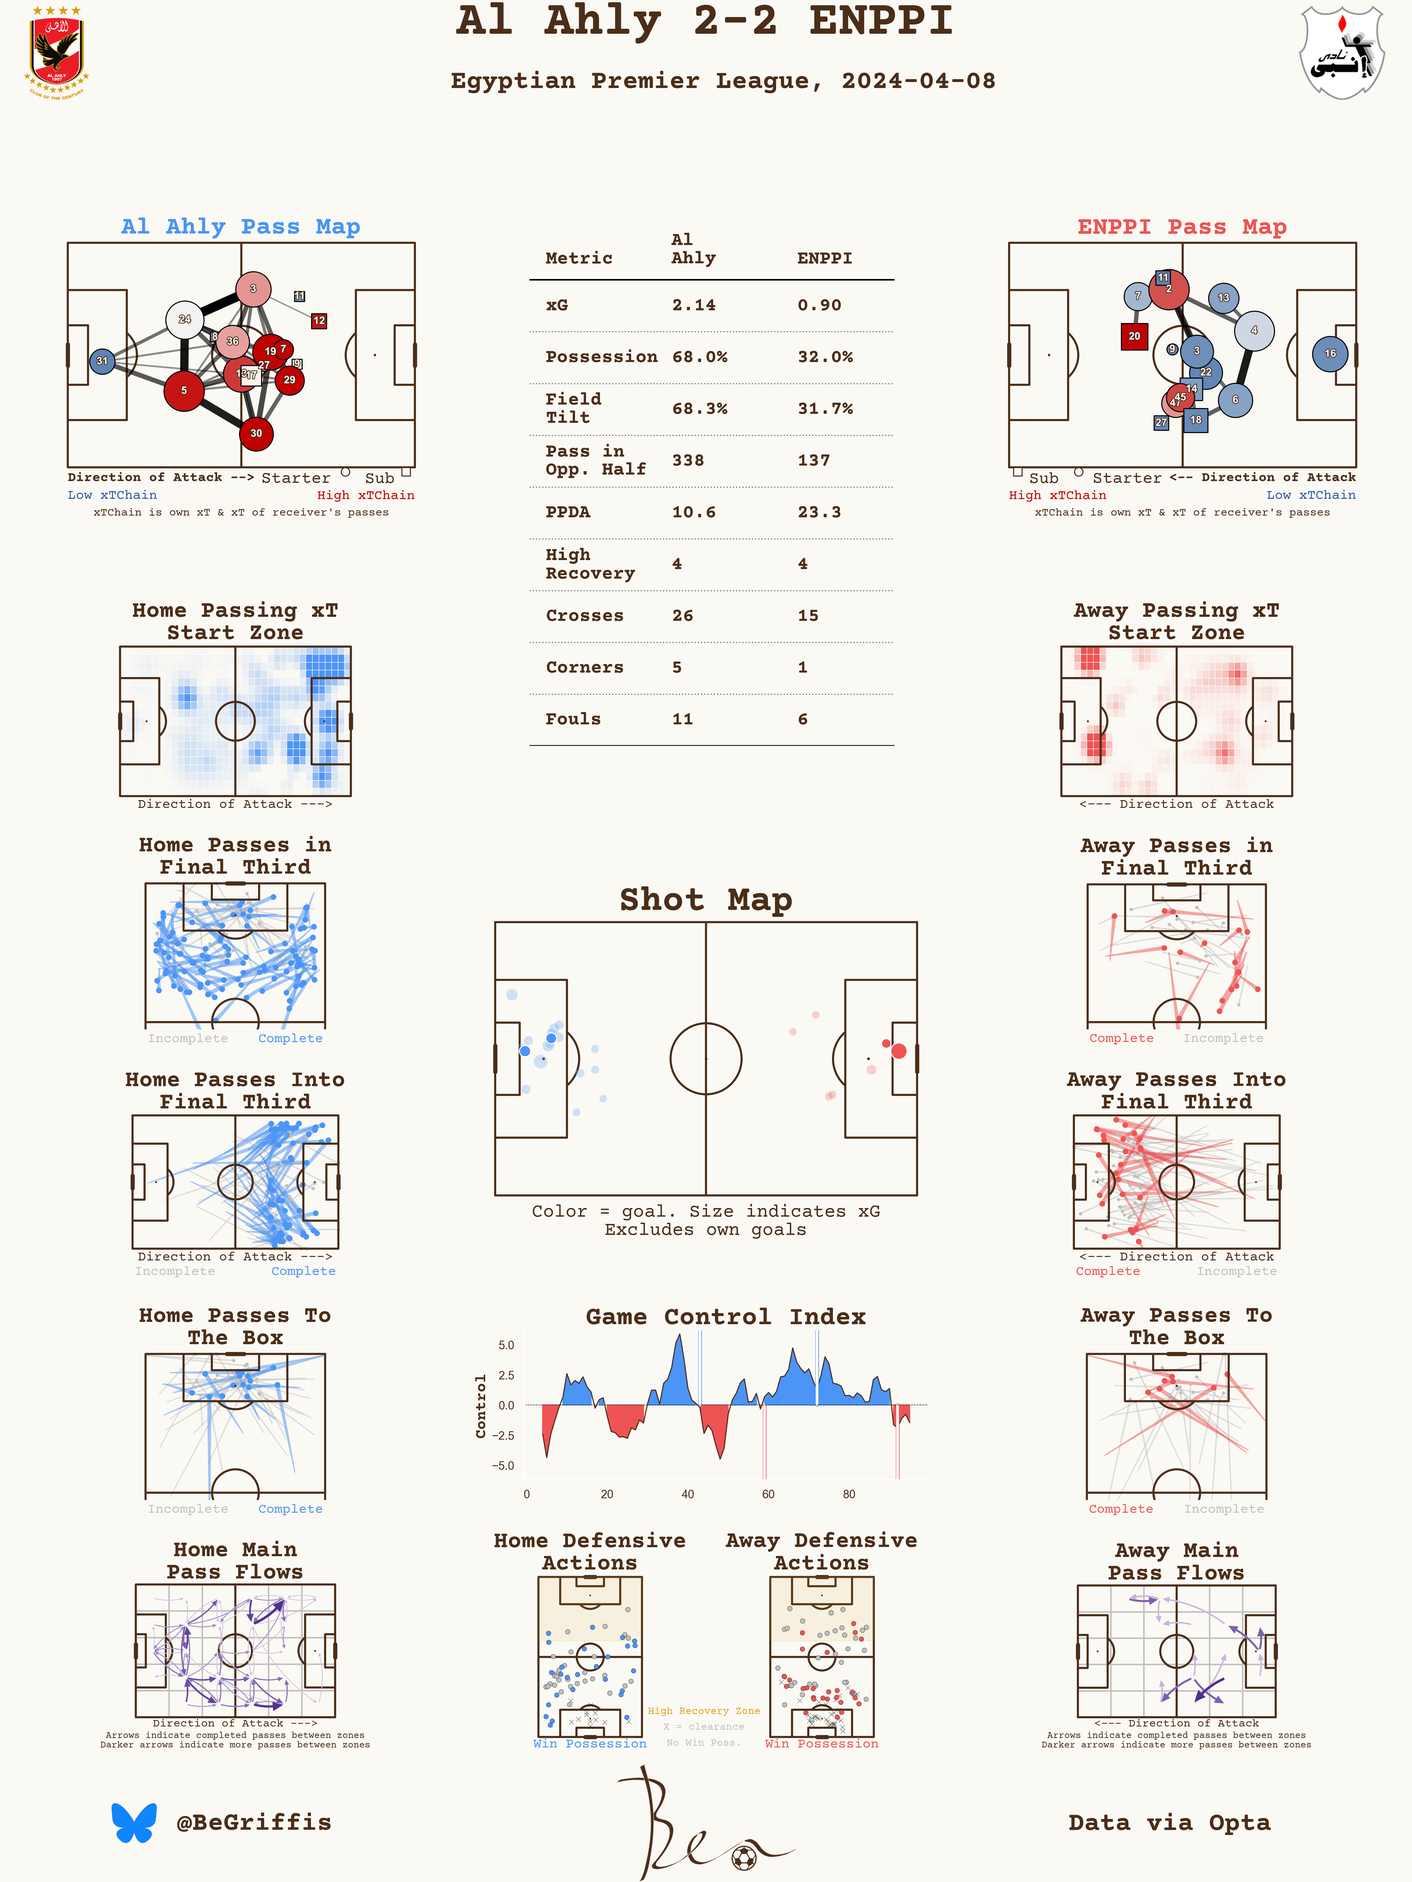 Al Ahly 2-2 ENPPI
Egyptian Premier League, 2024-04-08
الأهلي
AL AHLY
1907
CLUB OF THE CENTURY
نادى
إنبى
Al Ahly Pass Map
3
11
24
12
8
36
19
7
31
27
9
17
29
5
30
Direction of Attack --> Starter Sub
Low xTChain High xTChain
xTChain is own xT & xT of receiver's passes
Metric Al Ahly ENPPI
xG 2.14 0.90
Possession 68.0% 32.0%
Field Tilt 68.3% 31.7%
Pass in Opp. Half 338 137
PPDA 10.6 23.3
High Recovery 4 4
Crosses 26 15
Corners 5 1
Fouls 11 6
ENPPI Pass Map
11
2
7
13
20
4
9
3
16
22
14
45
47
6
27
18
Sub Starter <-- Direction of Attack
High xTChain Low xTChain
xTChain is own xT & xT of receiver's passes
Home Passing xT
Start Zone
Direction of Attack --->
Away Passing xT
Start Zone
<--- Direction of Attack
Home Passes in
Final Third
Incomplete Complete
Away Passes in
Final Third
Complete Incomplete
Shot Map
Color = goal. Size indicates xG
Excludes own goals
Home Passes Into
Final Third
Direction of Attack --->
Incomplete Complete
Away Passes Into
Final Third
<--- Direction of Attack
Complete Incomplete
Home Passes To
The Box
Incomplete Complete
Game Control Index
Control
5.0
2.5
0.0
−2.5
−5.0
0 20 40 60 80
Away Passes To
The Box
Complete Incomplete
Home Main
Pass Flows
Direction of Attack --->
Arrows indicate completed passes between zones
Darker arrows indicate more passes between zones
Home Defensive
Actions
Win Possession
High Recovery Zone
X = clearance
No Win Poss.
Away Defensive
Actions
Win Possession
Away Main
Pass Flows
<--- Direction of Attack
Arrows indicate completed passes between zones
Darker arrows indicate more passes between zones
@BeGriffis
Ben
Data via Opta